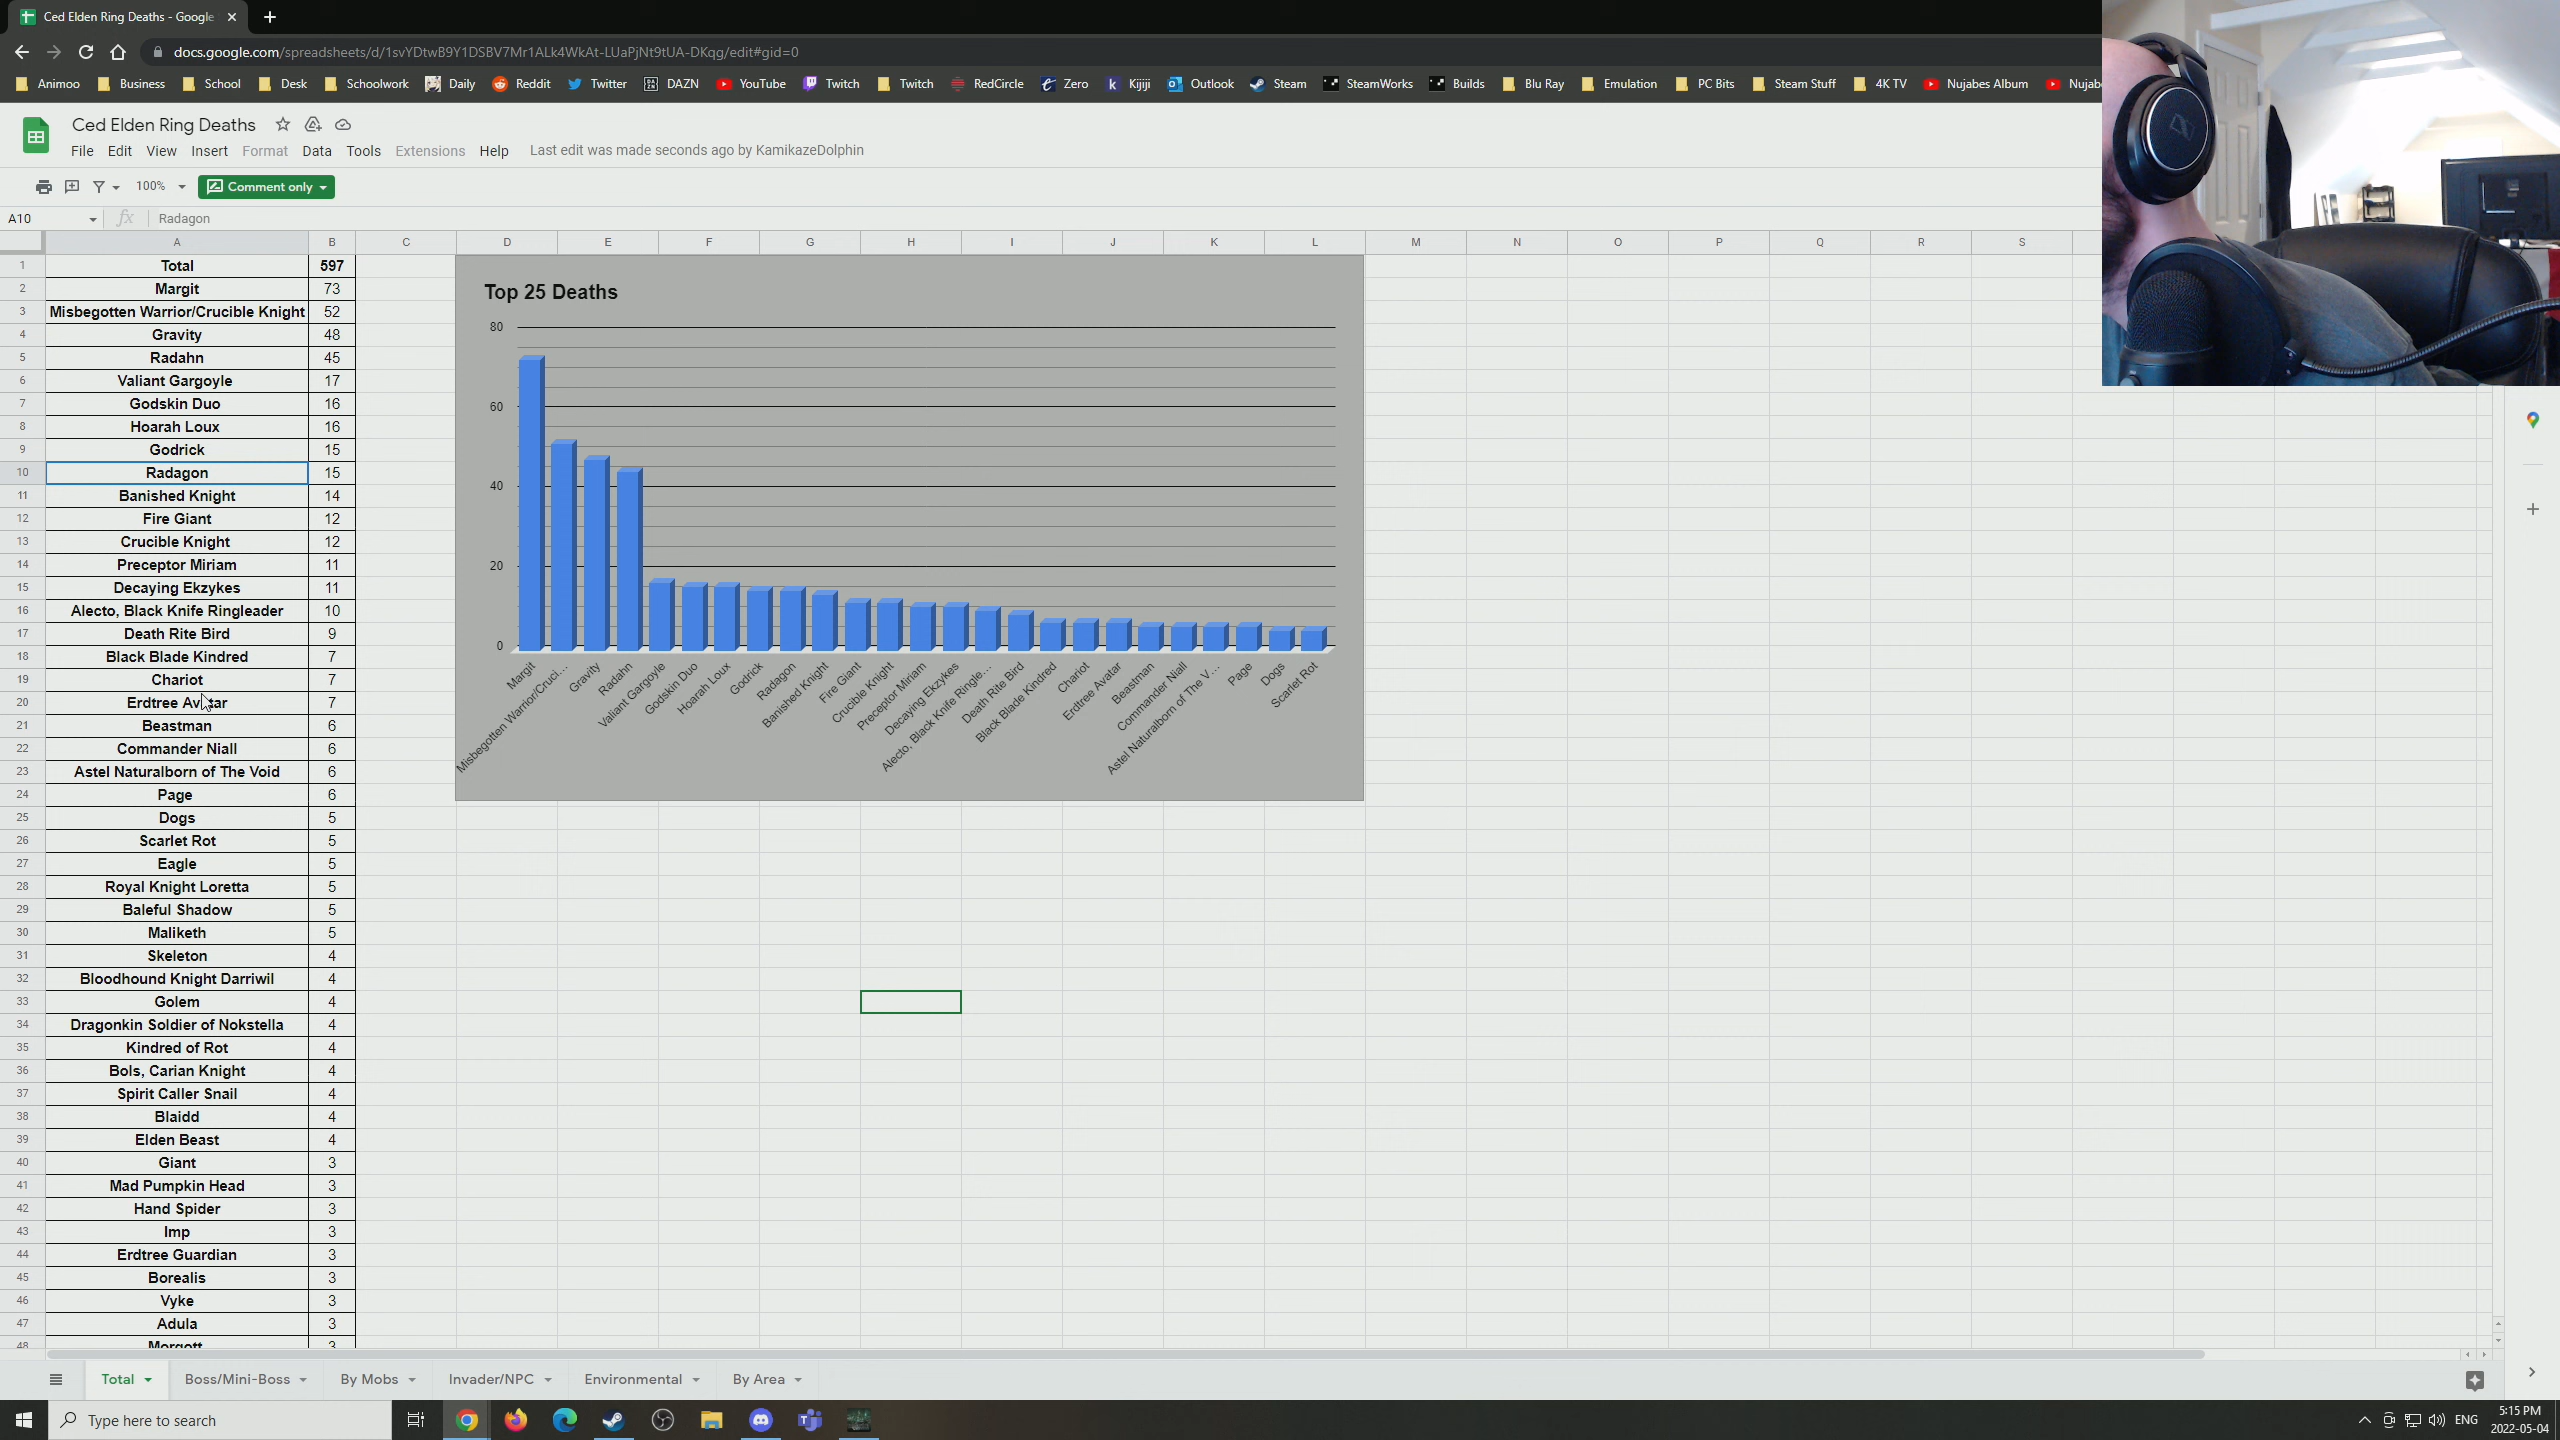 Ced Elden Ring Deaths - Google
docs.google.com/spreadsheets/d/1svYDtwB9Y1DSBV7Mr1ALk4WkAt-LUaPjNt9tUA-DKqg/edit#gid=0
Animoo Business School Desk Schoolwork Daily Reddit Twitter DAZN YouTube Twitch Twitch RedCircle Zero Kijiji Outlook Steam SteamWorks Builds Blu Ray Emulation PC Bits Steam Stuff 4K TV Nujabes Album Nujab
Ced Elden Ring Deaths
File Edit View Insert Format Data Tools Extensions Help Last edit was made seconds ago by KamikazeDolphin
100% Comment only
A10 fx Radagon
A B C D E F G H I J K L M N O P Q R S
1 Total 597
2 Margit 73
3 Misbegotten Warrior/Crucible Knight 52
4 Gravity 48
5 Radahn 45
6 Valiant Gargoyle 17
7 Godskin Duo 16
8 Hoarah Loux 16
9 Godrick 15
10 Radagon 15
11 Banished Knight 14
12 Fire Giant 12
13 Crucible Knight 12
14 Preceptor Miriam 11
15 Decaying Ekzykes 11
16 Alecto, Black Knife Ringleader 10
17 Death Rite Bird 9
18 Black Blade Kindred 7
19 Chariot 7
20 Erdtree Avatar 7
21 Beastman 6
22 Commander Niall 6
23 Astel Naturalborn of The Void 6
24 Page 6
25 Dogs 5
26 Scarlet Rot 5
27 Eagle 5
28 Royal Knight Loretta 5
29 Baleful Shadow 5
30 Maliketh 5
31 Skeleton 4
32 Bloodhound Knight Darriwil 4
33 Golem 4
34 Dragonkin Soldier of Nokstella 4
35 Kindred of Rot 4
36 Bols, Carian Knight 4
37 Spirit Caller Snail 4
38 Blaidd 4
39 Elden Beast 4
40 Giant 3
41 Mad Pumpkin Head 3
42 Hand Spider 3
43 Imp 3
44 Erdtree Guardian 3
45 Borealis 3
46 Vyke 3
47 Adula 3
48 Morgott 3
Top 25 Deaths
80
60
40
20
0
Margit
Misbegotten Warrior/Cruci...
Gravity
Radahn
Valiant Gargoyle
Godskin Duo
Hoarah Loux
Godrick
Radagon
Banished Knight
Fire Giant
Crucible Knight
Preceptor Miriam
Decaying Ekzykes
Alecto, Black Knife Ringle...
Death Rite Bird
Black Blade Kindred
Chariot
Erdtree Avatar
Beastman
Commander Niall
Astel Naturalborn of The V...
Page
Dogs
Scarlet Rot
Total Boss/Mini-Boss By Mobs Invader/NPC Environmental By Area
Type here to search
ENG
5:15 PM
2022-05-04